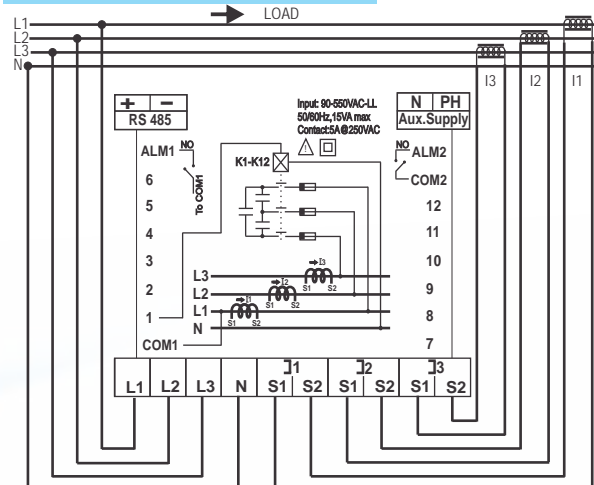 LOAD
L1
L2
L3
N
I3 I2 I1
+ −
RS 485
Input: 90-550VAC-LL
50/60Hz,15VA max
Contact:5A@250VAC
N PH
Aux.Supply
ALM1 NO
To COM1
K1-K12
NO ALM2
COM2
6
5
4
3
2
1
COM1
12
11
10
9
8
7
I3
L3 S1 S2
I2
L2 S1 S2
I1
L1 S1 S2
N
]1 ]2 ]3
L1 L2 L3 N S1 S2 S1 S2 S1 S2